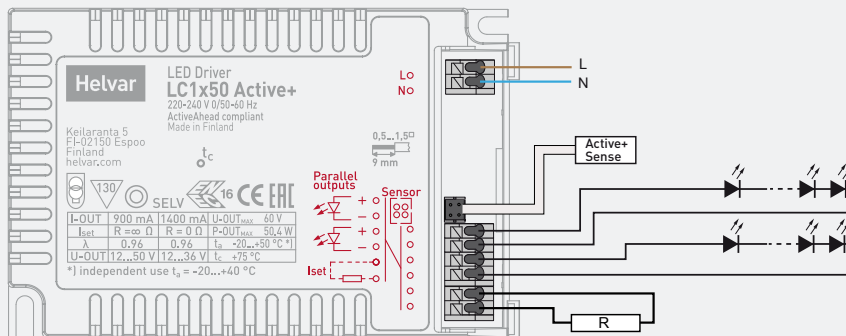 Helvar
LED Driver
LC1x50 Active+
220-240 V 0/50-60 Hz
ActiveAhead compliant
Made in Finland
Keilaranta 5
FI-02150 Espoo
Finland
helvar.com
tc
130
SELV
16
CE EAC
I-OUT 900 mA 1400 mA U-OUTMAX 60 V
Iset R =∞ Ω R = 0 Ω P-OUTMAX 50,4 W
λ 0.96 0.96 ta -20...+50 °C *)
U-OUT 12...50 V 12...36 V tc +75 °C
*) independent use ta = -20...+40 °C
L
N
0,5...1,5
9 mm
Parallel
outputs
Sensor
+
-
+
-
Iset
L
N
Active+
Sense
R